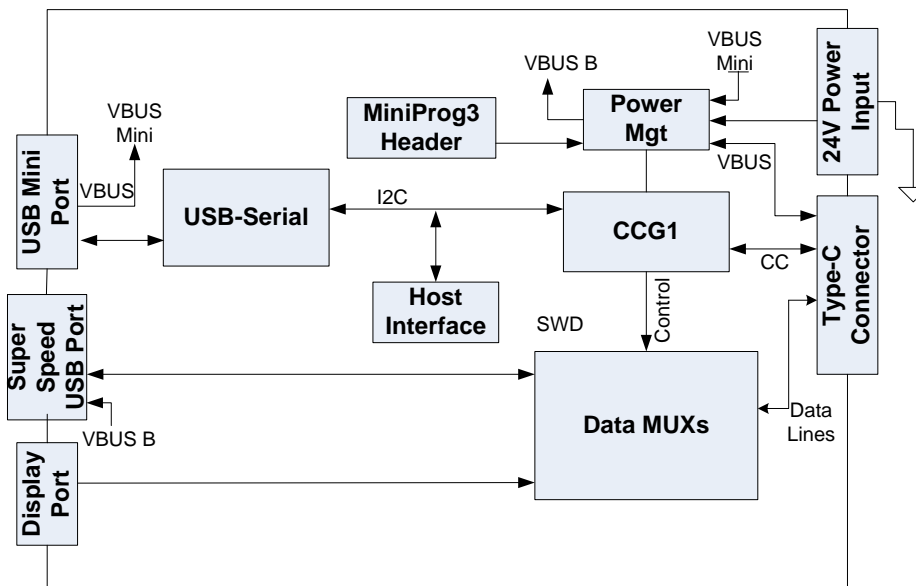 VBUS
Mini
VBUS B
Power
Mgt
24V Power
Input
MiniProg3
Header
VBUS
Mini
VBUS
USB Mini
Port
VBUS
USB-Serial
I2C
CCG1
CC
Type-C
Connector
Host
Interface
Control
SWD
Super
Speed
USB Port
VBUS B
Data MUXs
Data
Lines
Display
Port